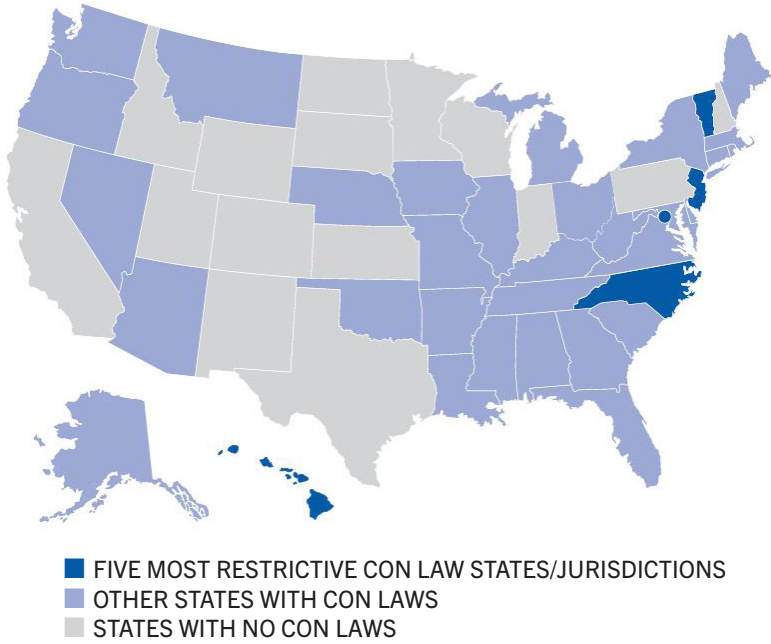 FIVE MOST RESTRICTIVE CON LAW STATES/JURISDICTIONS
OTHER STATES WITH CON LAWS
STATES WITH NO CON LAWS